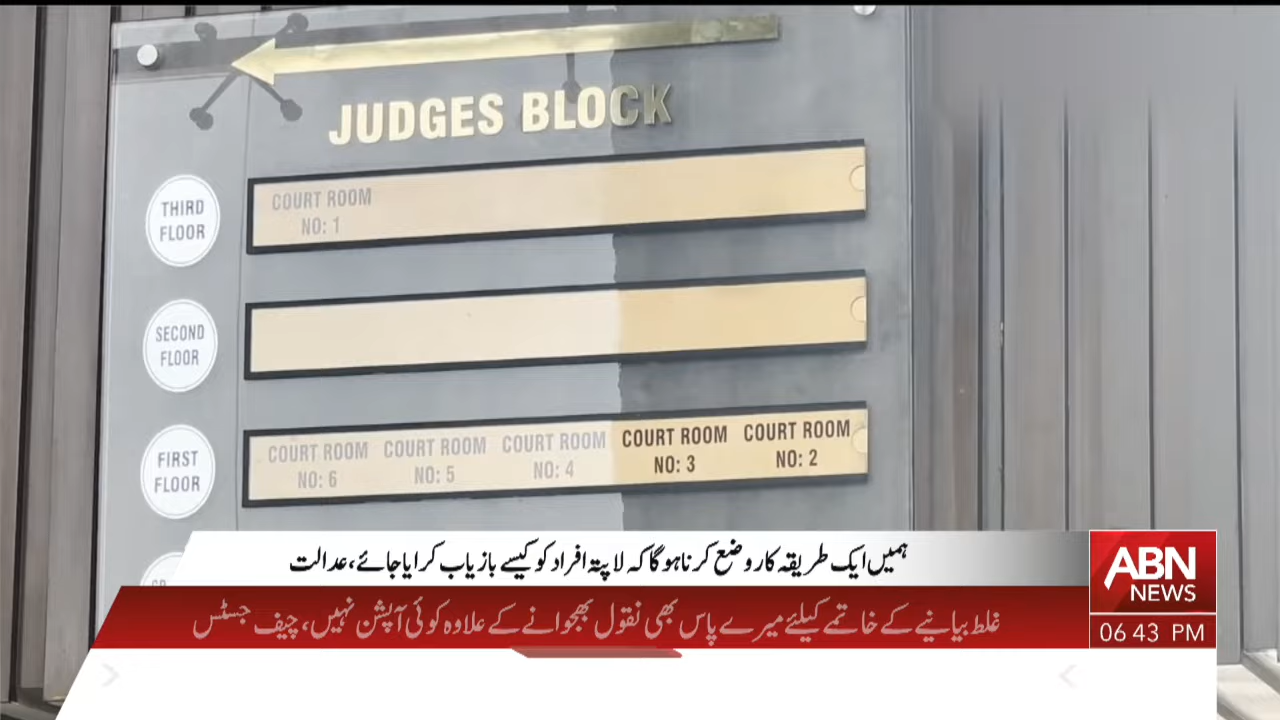 JUDGES BLOCK
THIRD
FLOOR
COURT ROOM
NO: 1
SECOND
FLOOR
FIRST
FLOOR
COURT ROOM COURT ROOM COURT ROOM COURT ROOM COURT ROOM
NO: 6 NO: 5 NO: 4 NO: 3 NO: 2
ہمیں ایک طریقہ کار وضع کرنا ہوگا کہ لاپتہ افراد کو کیسے بازیاب کرایا جائے، عدالت
غلط بیانیے کے خاتمے کیلئے میرے پاس بھی نقول بھجوانے کے علاوہ کوئی آپشن نہیں، چیف جسٹس
ABN
NEWS
06 43 PM